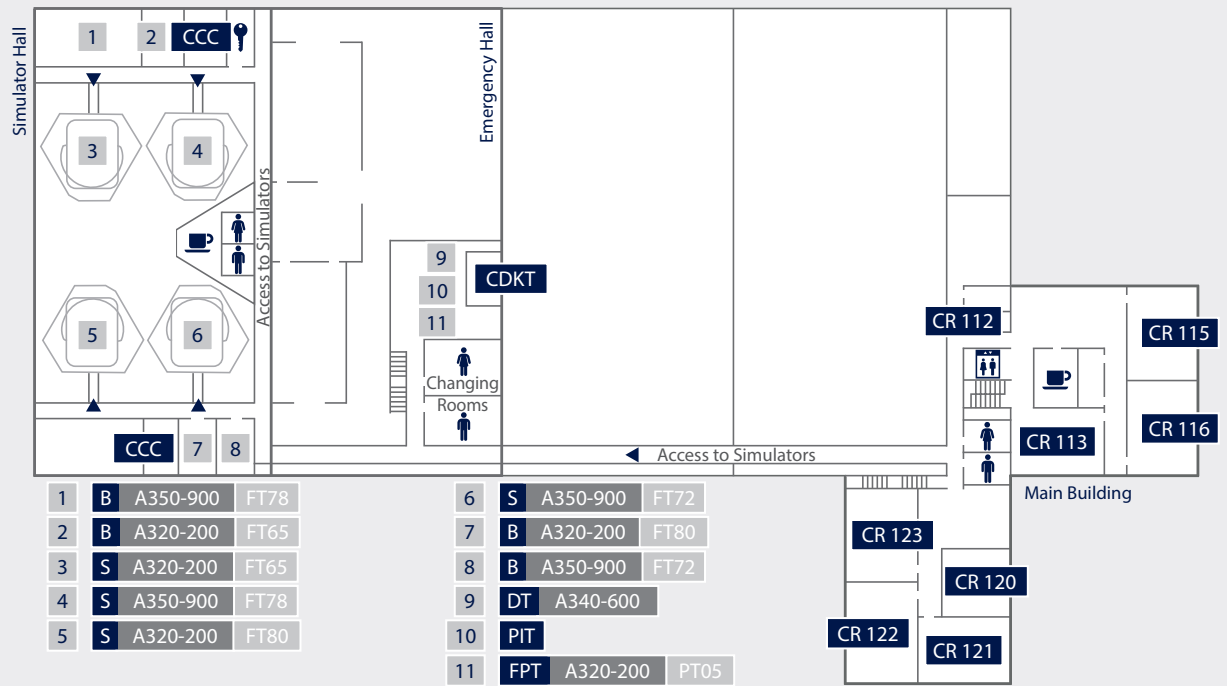 Simulator Hall
1
2
CCC
Emergency Hall
3
4
Access to Simulators
9
CDKT
10
11
5
6
Changing
Rooms
CR 112
CR 115
CR 116
CR 113
CCC
7
8
Access to Simulators
Main Building
CR 123
CR 120
CR 122
CR 121
1 B A350-900 FT78
2 B A320-200 FT65
3 S A320-200 FT65
4 S A350-900 FT78
5 S A320-200 FT80
6 S A350-900 FT72
7 B A320-200 FT80
8 B A350-900 FT72
9 DT A340-600
10 PIT
11 FPT A320-200 PT05